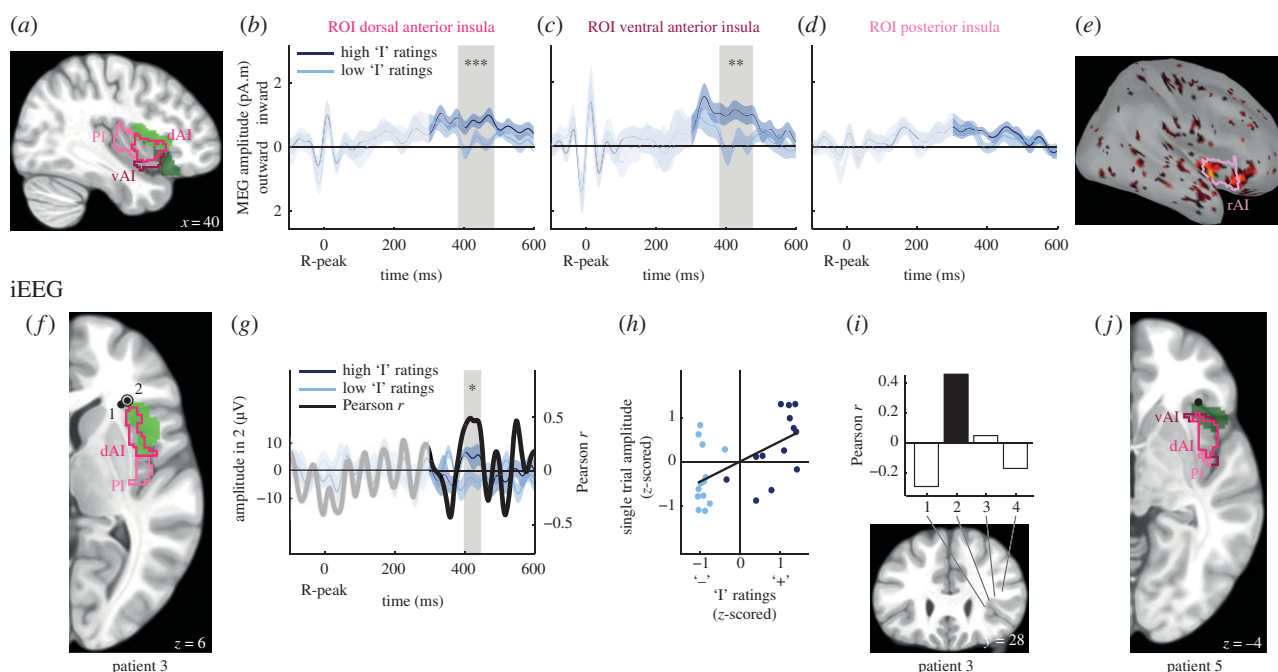 (a)
PI
dAI
vAI
x = 40
(b)
ROI dorsal anterior insula
high ‘I’ ratings
low ‘I’ ratings
***
MEG amplitude (pA.m)
outward inward
2
0
2
0 200 400 600
R-peak
time (ms)
(c)
ROI ventral anterior insula
**
0 200 400 600
R-peak
time (ms)
(d)
ROI posterior insula
0 200 400 600
R-peak
time (ms)
(e)
rAI
iEEG
(f)
1
2
dAI
PI
z = 6
patient 3
(g)
high ‘I’ ratings
low ‘I’ ratings
Pearson r
*
amplitude in 2 (µV)
10
0
−10
0.5
0
−0.5
Pearson r
0 200 400 600
R-peak
time (ms)
(h)
single trial amplitude
(z-scored)
1
0
−1
−1 0 1
‘–’ ‘+’
‘I’ ratings
(z-scored)
(i)
Pearson r
0.4
0.2
0
−0.2
1 2 3 4
y = 28
patient 3
(j)
vAI
dAI
PI
z = –4
patient 5